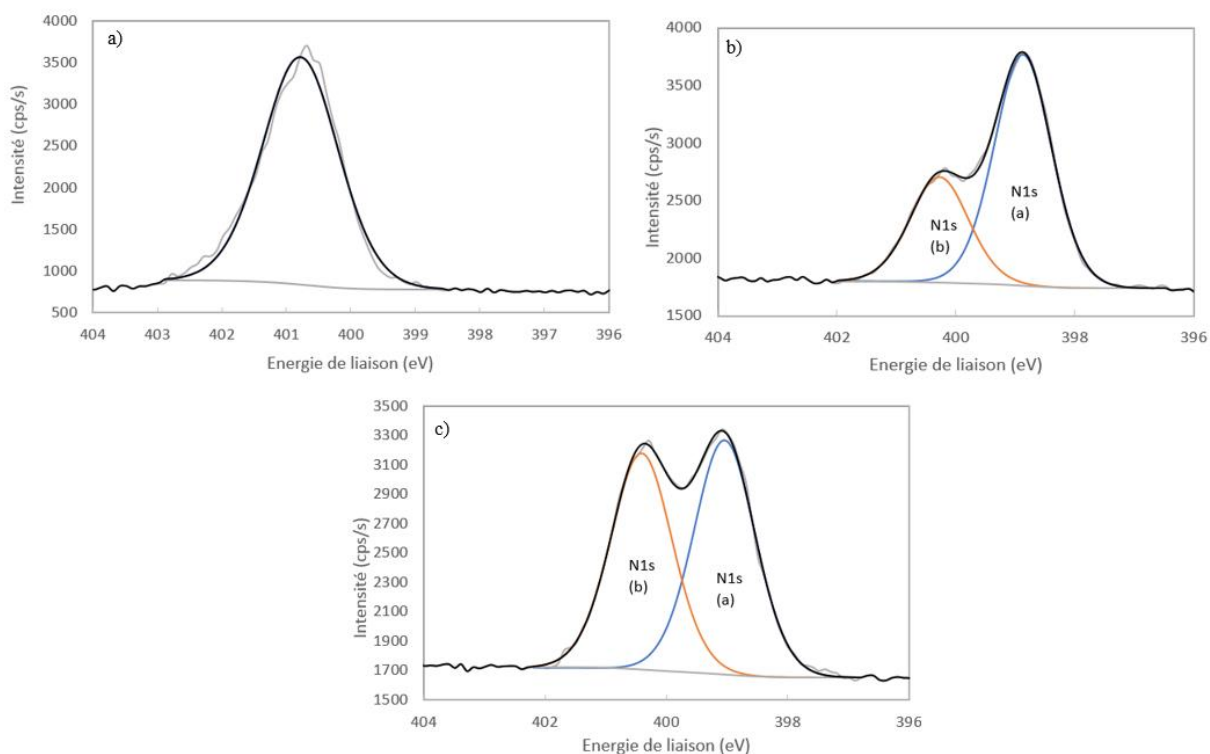 a)
4000
3500
3000
2500
2000
1500
1000
500
Intensité (cps/s)
404 403 402 401 400 399 398 397 396
Energie de liaison (eV)
b)
4000
3500
3000
2500
2000
1500
Intensité (cps/s)
N1s
(b)
N1s
(a)
404 402 400 398 396
Energie de liaison (eV)
c)
3500
3300
3100
2900
2700
2500
2300
2100
1900
1700
1500
Intensité (cps/s)
N1s
(b)
N1s
(a)
404 402 400 398 396
Energie de liaison (eV)